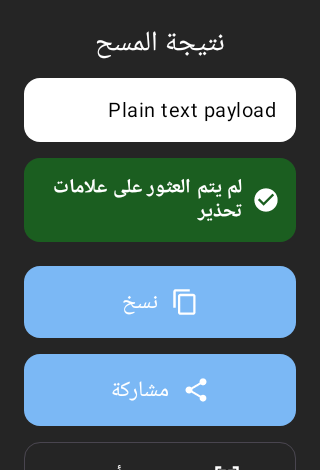 نتيجة المسح
Plain text payload
لم يتم العثور على علامات
تحذير
نسخ
مشاركة